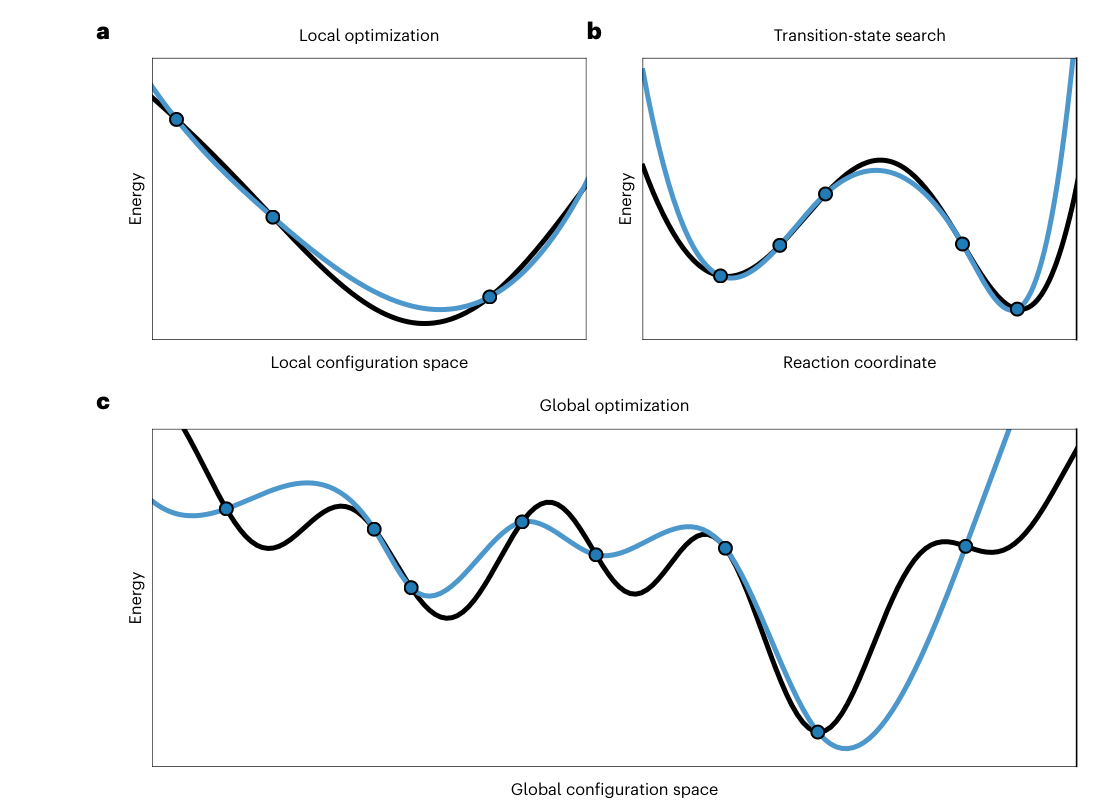 a
Local optimization
Energy
Local configuration space
b
Transition-state search
Energy
Reaction coordinate
c
Global optimization
Energy
Global configuration space